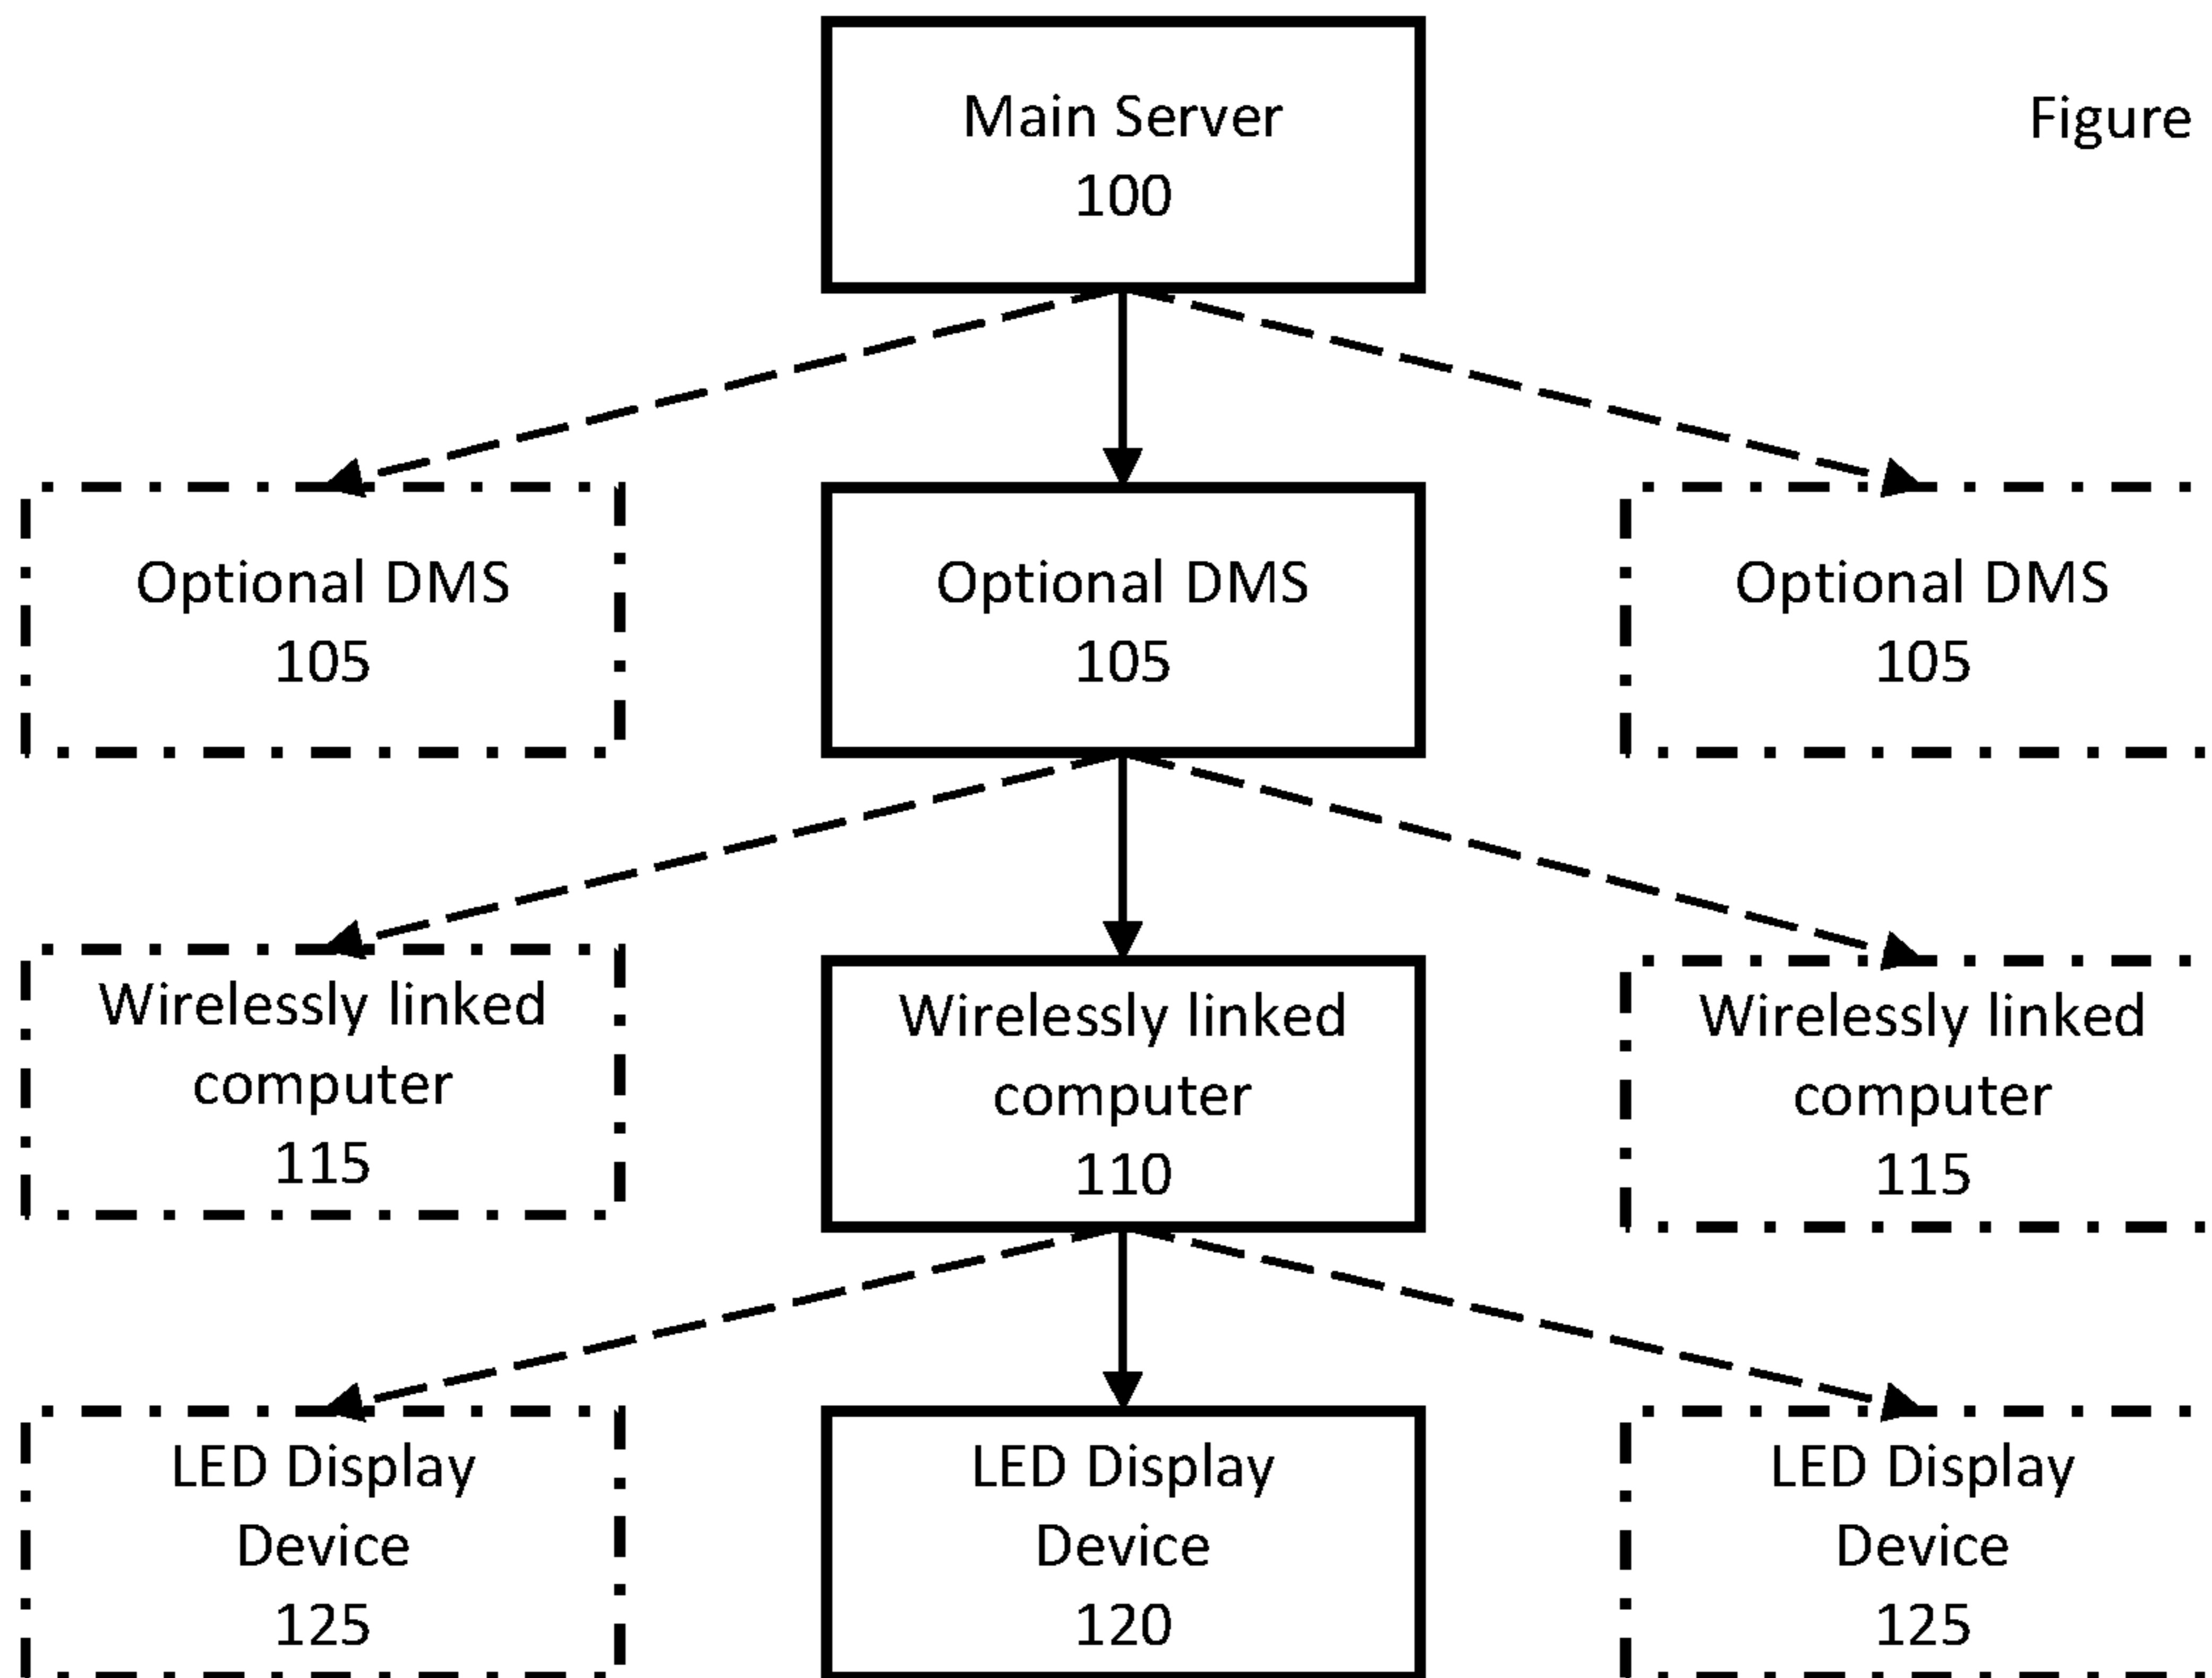 Main Server
100
Figure
Optional DMS
105
Optional DMS
105
Optional DMS
105
Wirelessly linked
computer
115
Wirelessly linked
computer
110
Wirelessly linked
computer
115
LED Display
Device
125
LED Display
Device
120
LED Display
Device
125